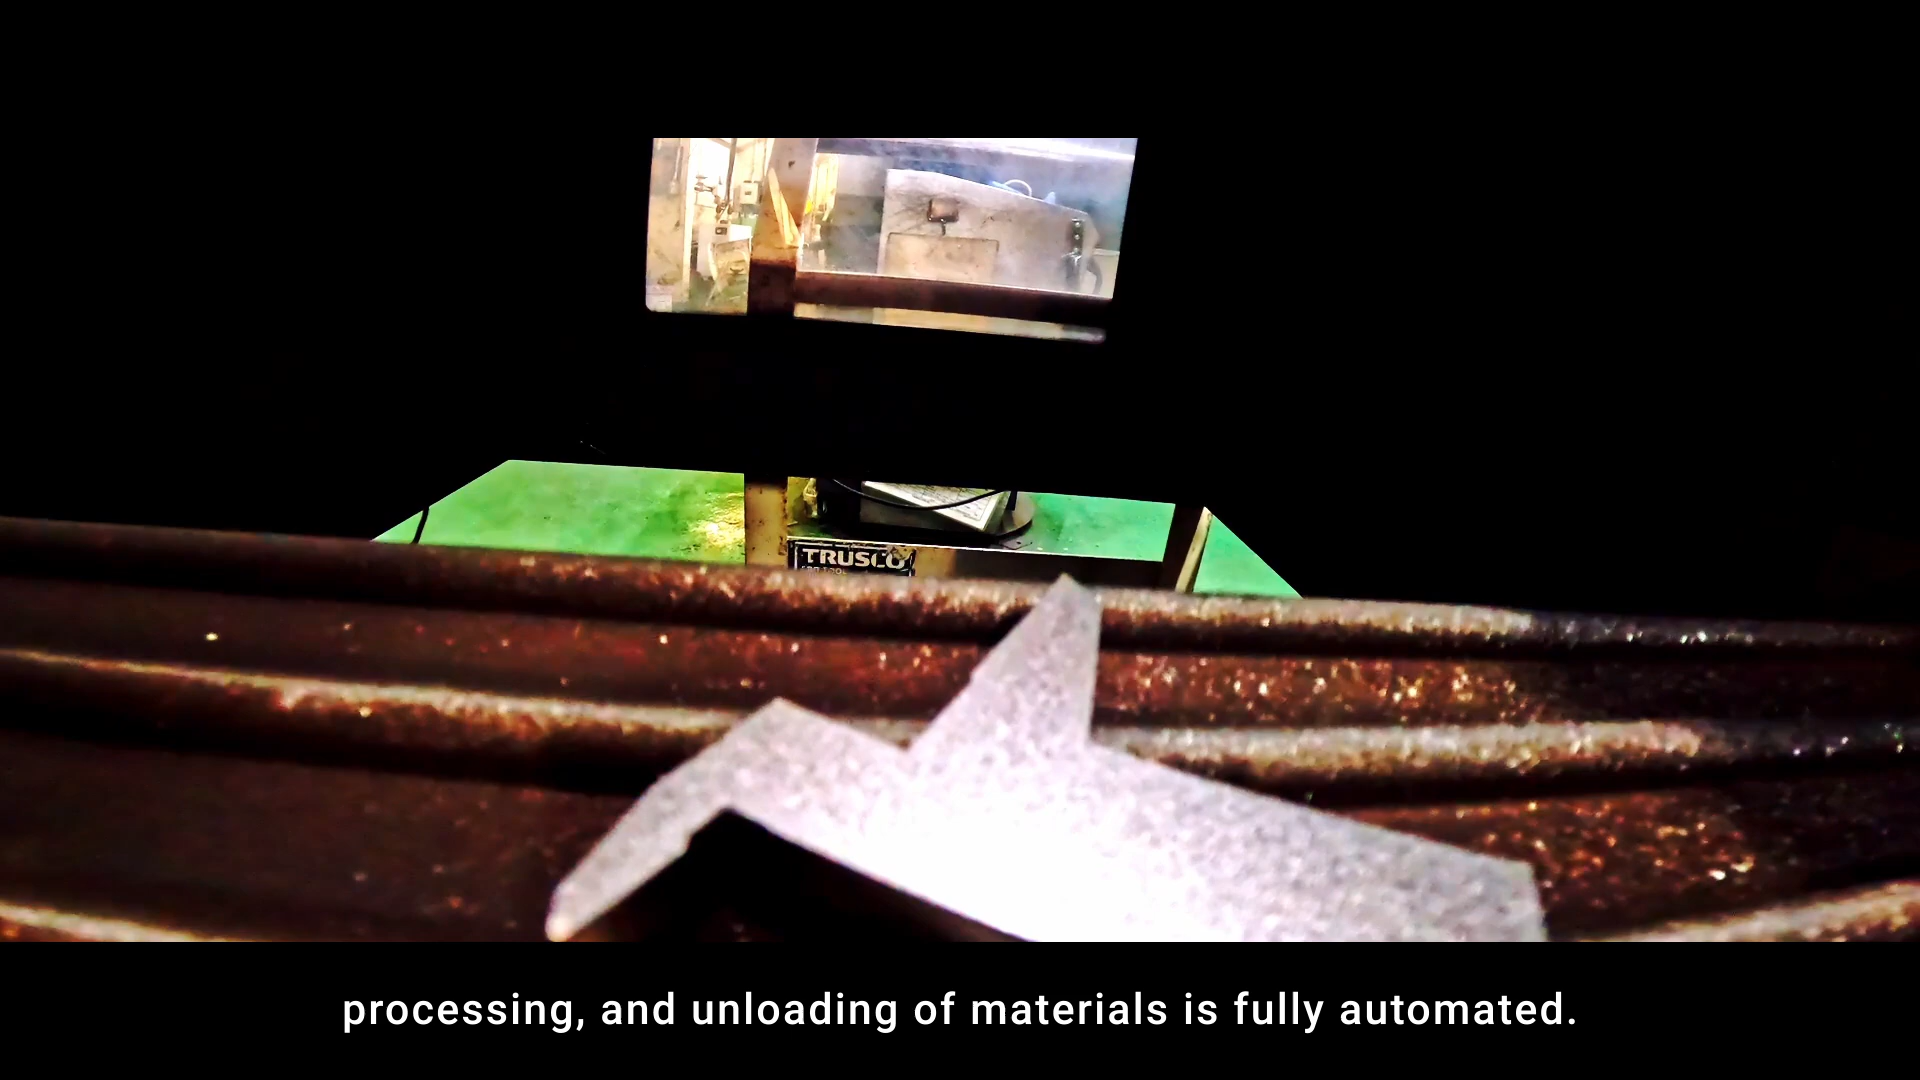 TRUSCO
processing, and unloading of materials is fully automated.